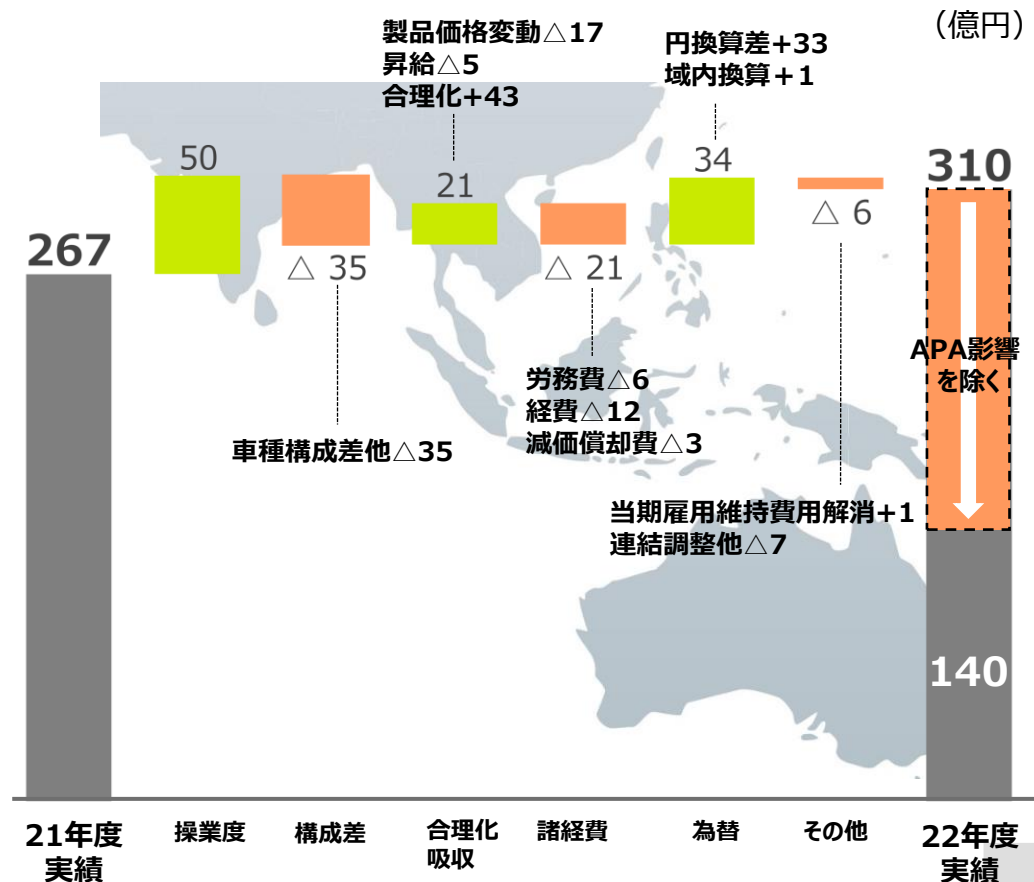 （億円）
製品価格変動△17
昇給△5
合理化+43
円換算差+33
域内換算＋1
267
50
△ 35
21
△ 21
34
△ 6
310
車種構成差他△35
労務費△6
経費△12
減価償却費△3
当期雇用維持費用解消+1
連結調整他△7
APA影響
を除く
140
21年度
実績
操業度
構成差
合理化
吸収
諸経費
為替
その他
22年度
実績